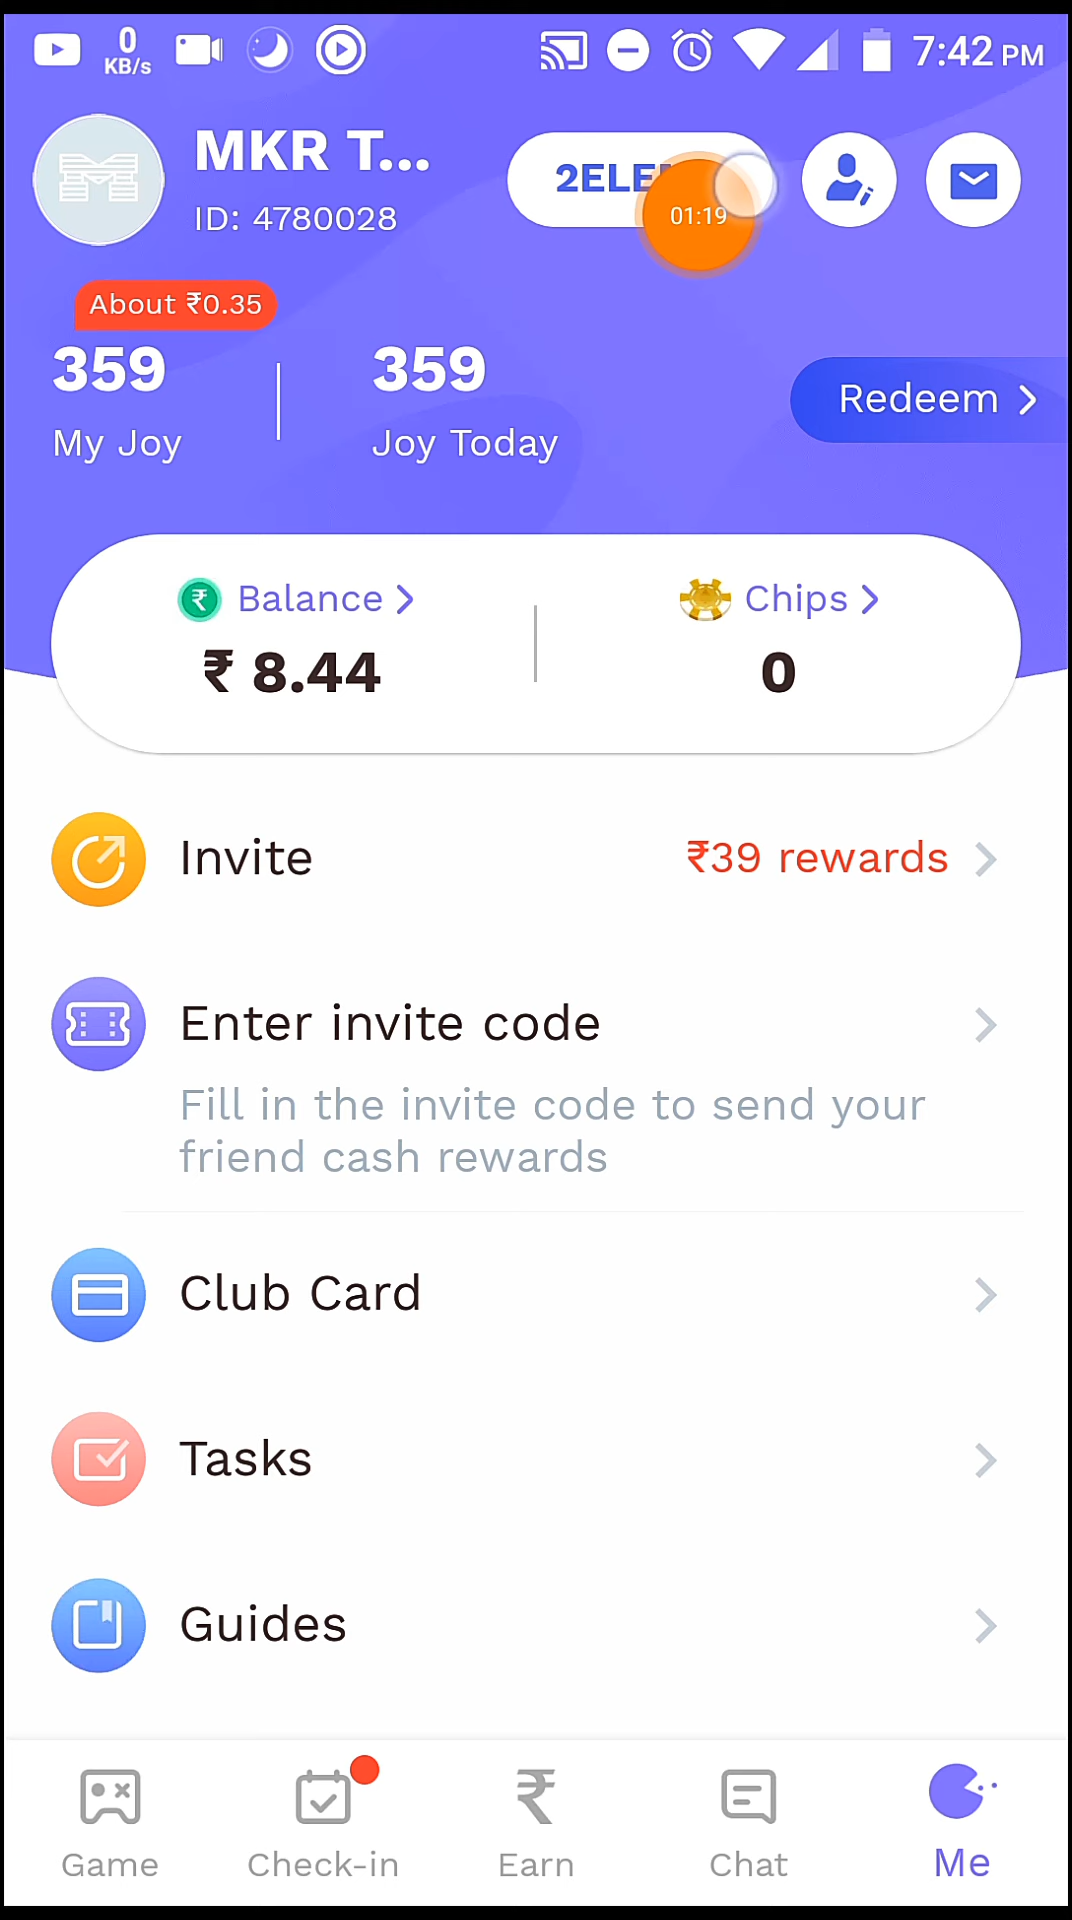 0
KB/s
7:42 PM
MKR T...
ID: 4780028
01:19
About ₹0.35
359
My Joy
359
Joy Today
Redeem
Balance
₹ 8.44
Chips
0
Invite
₹39 rewards
Enter invite code
Fill in the invite code to send your
friend cash rewards
Club Card
Tasks
Guides
Game
Check-in
Earn
Chat
Me